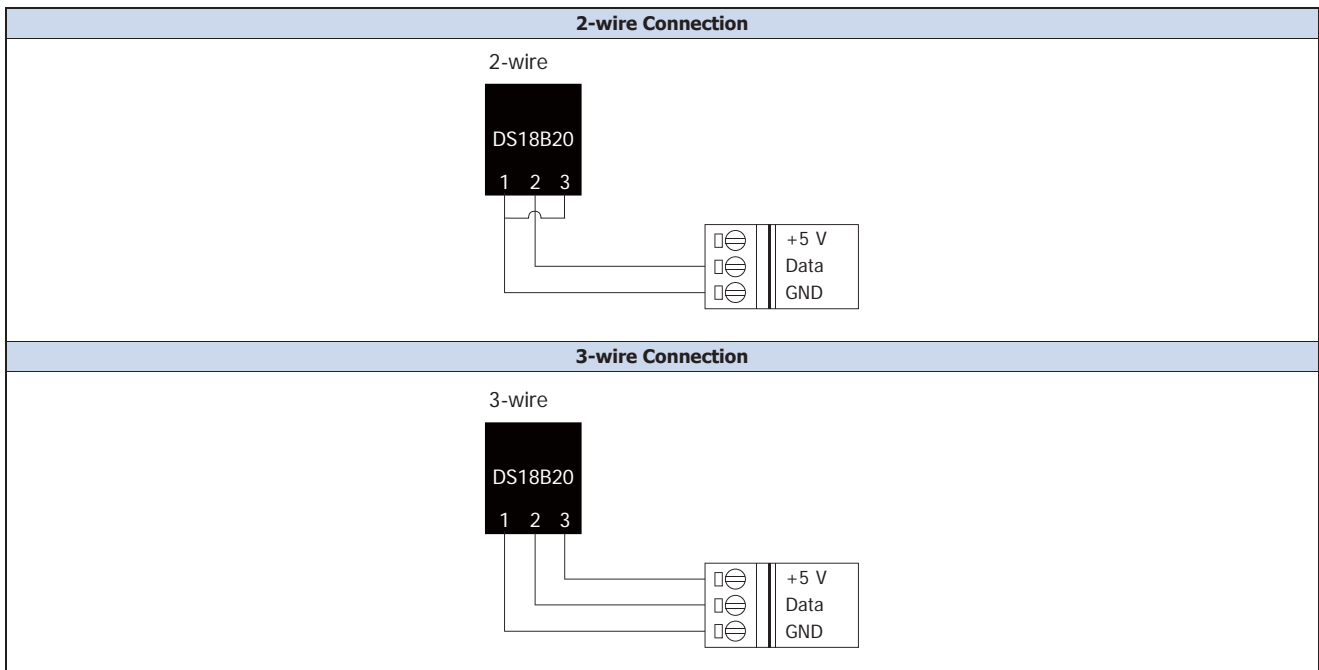 2-wire Connection
2-wire
DS18B20
1 2 3
+5 V
Data
GND
3-wire Connection
3-wire
DS18B20
1 2 3
+5 V
Data
GND